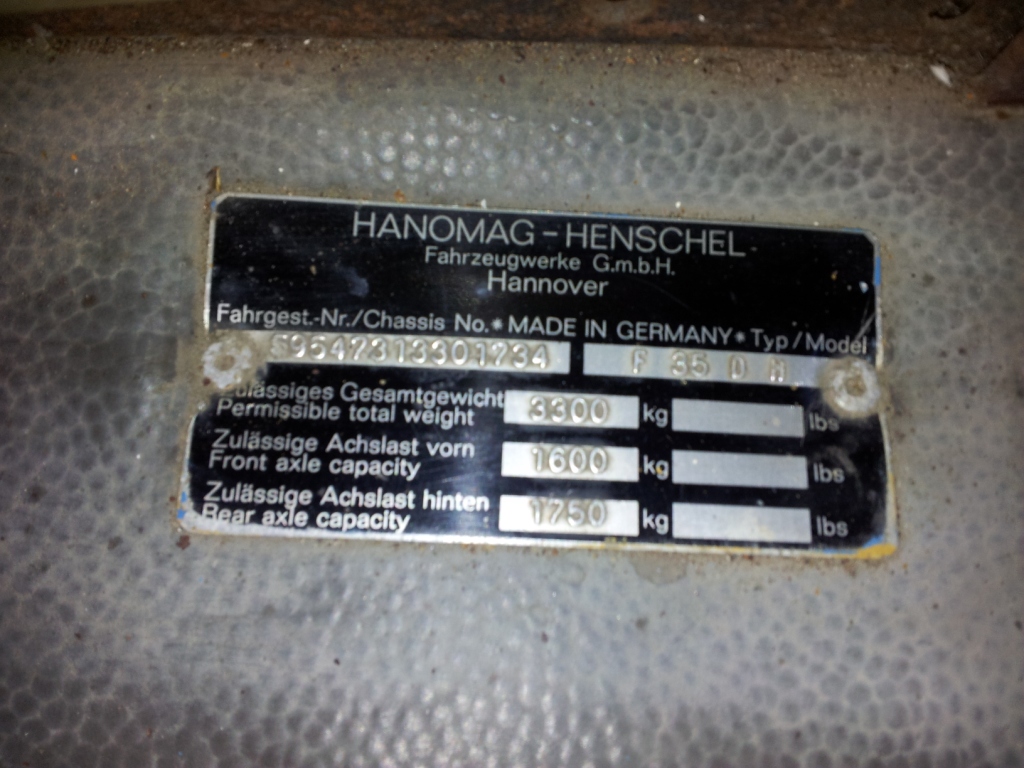 HANOMAG-HENSCHEL
Fahrzeugwerke G.m.b.H.
Hannover
Fahrgest.-Nr./Chassis No.* MADE IN GERMANY * Typ/Model
F 35 D H
Zulässiges Gesamtgewicht 3300 kg lbs
Permissible total weight
Zulässige Achslast vorn 1600 kg lbs
Front axle capacity
Zulässige Achslast hinten 1750 kg lbs
Rear axle capacity